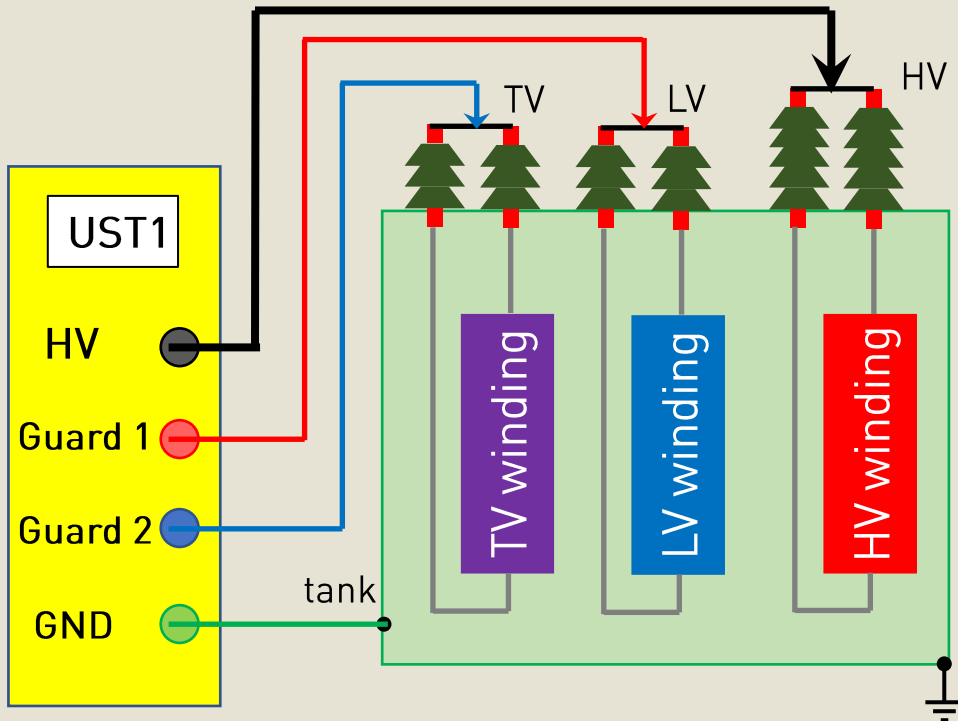 TV
LV
HV
UST1
HV
Guard 1
Guard 2
tank
GND
TV winding
LV winding
HV winding